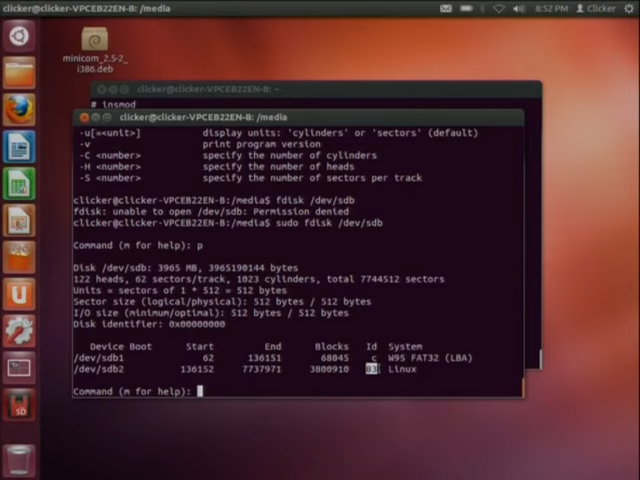 clicker@clicker-VPCEB22EN-B: /media
8:52 PM
Clicker
minicom_2.5-2_
i386.deb
clicker@clicker-VPCEB22EN-B: ~
# insmod
clicker@clicker-VPCEB22EN-B: /media
-u[=<unit>] display units: 'cylinders' or 'sectors' (default)
-v print program version
-C <number> specify the number of cylinders
-H <number> specify the number of heads
-S <number> specify the number of sectors per track
clicker@clicker-VPCEB22EN-B:/media$ fdisk /dev/sdb
fdisk: unable to open /dev/sdb: Permission denied
clicker@clicker-VPCEB22EN-B:/media$ sudo fdisk /dev/sdb
Command (m for help): p
Disk /dev/sdb: 3965 MB, 3965190144 bytes
122 heads, 62 sectors/track, 1023 cylinders, total 7744512 sectors
Units = sectors of 1 * 512 = 512 bytes
Sector size (logical/physical): 512 bytes / 512 bytes
I/O size (minimum/optimal): 512 bytes / 512 bytes
Disk identifier: 0x00000000
Device Boot Start End Blocks Id System
/dev/sdb1 62 136151 68045 c W95 FAT32 (LBA)
/dev/sdb2 136152 7737971 3800910 83 Linux
Command (m for help):
SD